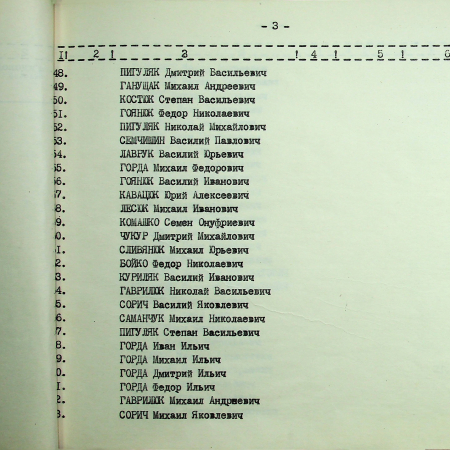 - 3 -
I! 2 ! 3 ! 4 ! 5 ! 6
48. ПИГУЛЯК Дмитрий Васильевич
49. ГАНУЩАК Михаил Андреевич
50. КОСТЮК Степан Васильевич
51. ГОЯНЮК Федор Николаевич
52. ПИГУЛЯК Николай Михайлович
53. СЕМЧИШИН Василий Павлович
54. ЛАВРУК Василий Юрьевич
55. ГОРДА Михаил Федорович
56. ГОЯНЮК Василий Иванович
57. КАВАЦЮК Юрий Алексеевич
58. ЛЕСЮК Михаил Иванович
59. КОМАШКО Семен Онуфриевич
0. ЧУКУР Дмитрий Михайлович
1. СЛИВЯНЮК Михаил Юрьевич
2. БОЙКО Федор Николаевич
3. КУРИЛЯК Василий Иванович
4. ГАВРИЛЮК Николай Васильевич
5. СОРИЧ Василий Яковлевич
6. САМАНЧУК Михаил Николаевич
7. ПИГУЛЯК Степан Васильевич
8. ГОРДА Иван Ильич
9. ГОРДА Михаил Ильич
0. ГОРДА Дмитрий Ильич
1. ГОРДА Федор Ильич
2. ГАВРИЛЮК Михаил Андреевич
3. СОРИЧ Михаил Яковлевич